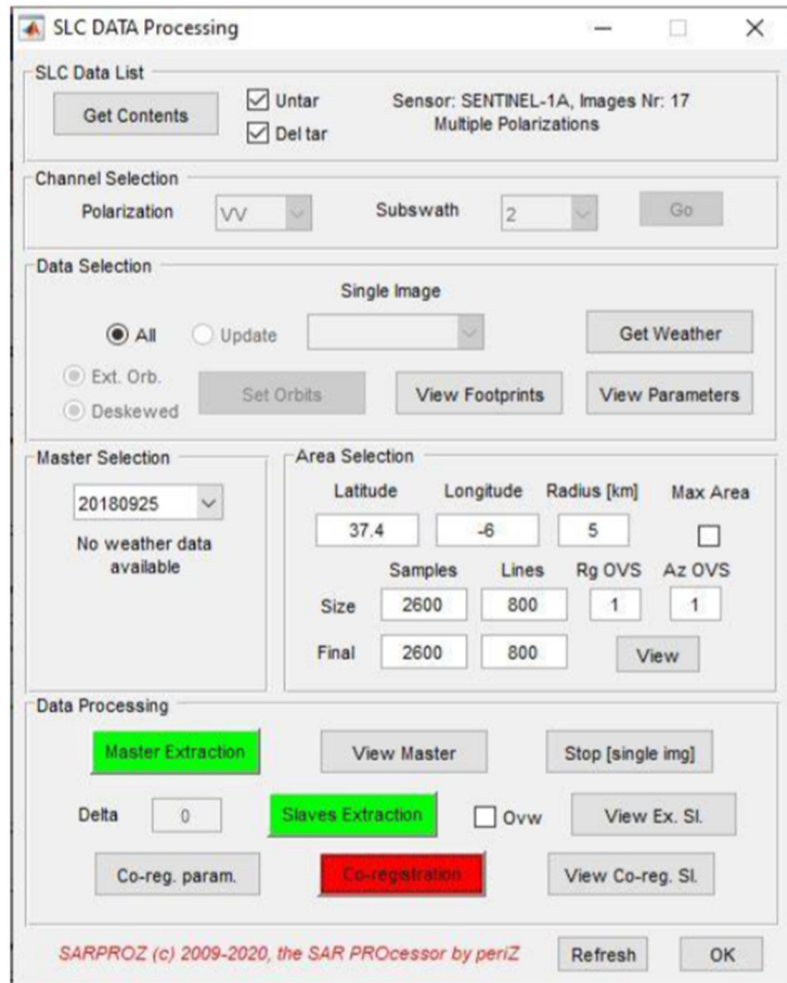 SLC DATA Processing
SLC Data List
Get Contents
Untar
Del tar
Sensor: SENTINEL-1A, Images Nr: 17
Multiple Polarizations
Channel Selection
Polarization VV Subswath 2 Go
Data Selection
Single Image
All Update Get Weather
Ext. Orb.
Deskewed
Set Orbits View Footprints View Parameters
Master Selection
20180925
No weather data
available
Area Selection
Latitude Longitude Radius [km] Max Area
37.4 -6 5
Samples Lines Rg OVS Az OVS
Size 2600 800 1 1
Final 2600 800 View
Data Processing
Master Extraction View Master Stop [single img]
Delta 0 Slaves Extraction Ovw View Ex. Sl.
Co-reg. param. Co-registration View Co-reg. Sl.
SARPROZ (c) 2009-2020, the SAR PROcessor by periZ Refresh OK